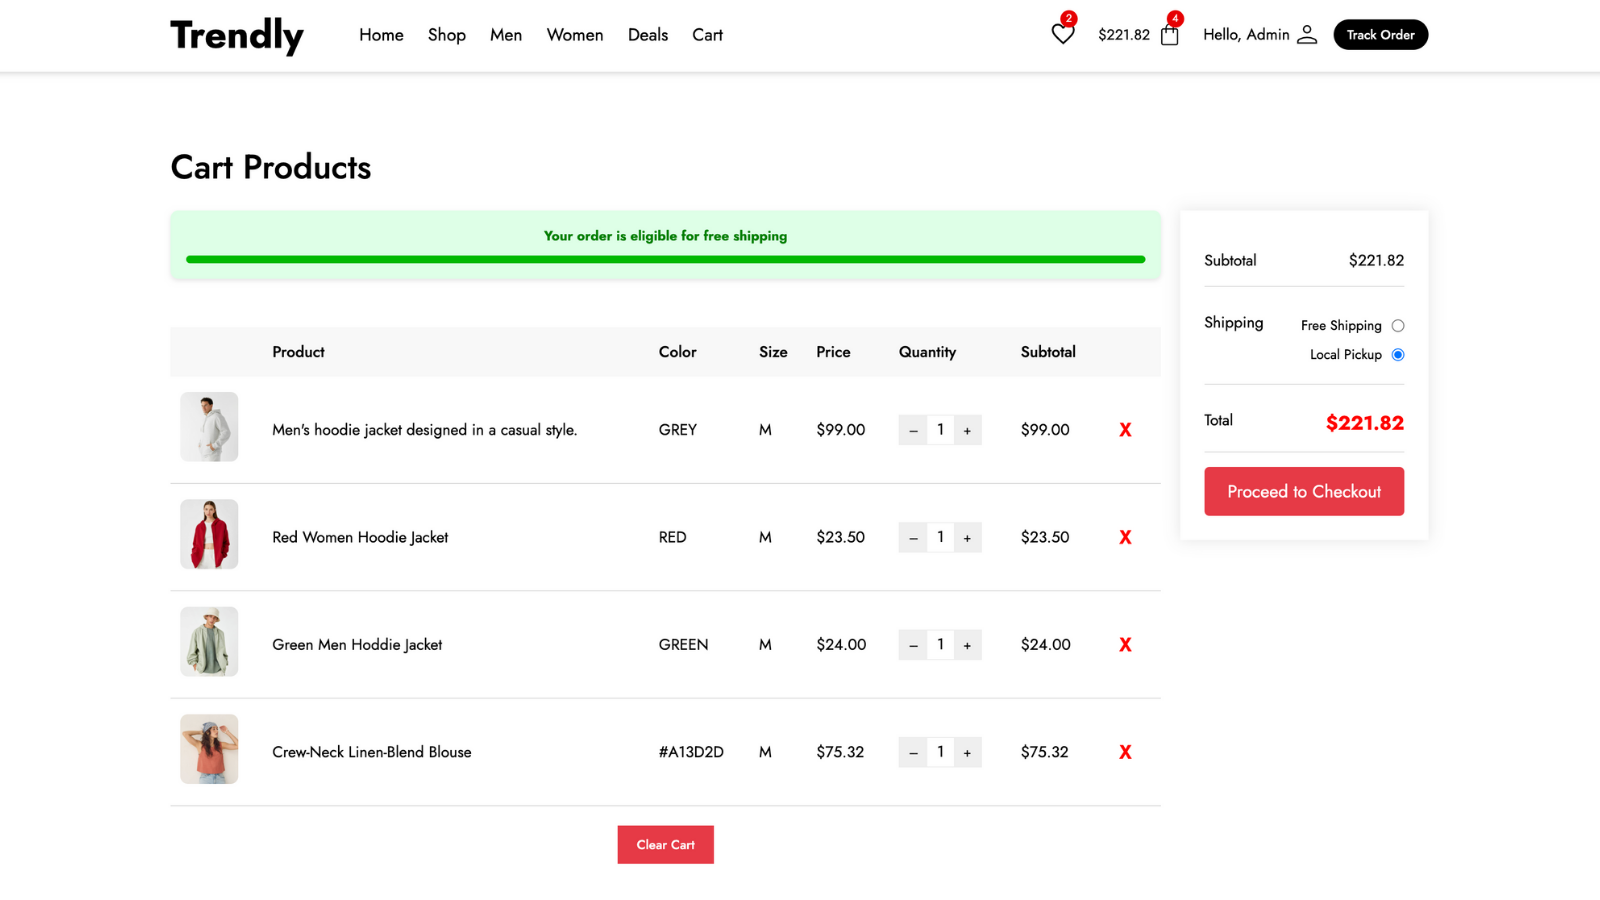 Trendly Home Shop Men Women Deals Cart 2 $221.82 4 Hello, Admin Track Order
Cart Products
Your order is eligible for free shipping
Product Color Size Price Quantity Subtotal
Men's hoodie jacket designed in a casual style. GREY M $99.00 – 1 + $99.00 X
Red Women Hoodie Jacket RED M $23.50 – 1 + $23.50 X
Green Men Hoddie Jacket GREEN M $24.00 – 1 + $24.00 X
Crew-Neck Linen-Blend Blouse #A13D2D M $75.32 – 1 + $75.32 X
Clear Cart
Subtotal $221.82
Shipping Free Shipping
Local Pickup
Total $221.82
Proceed to Checkout